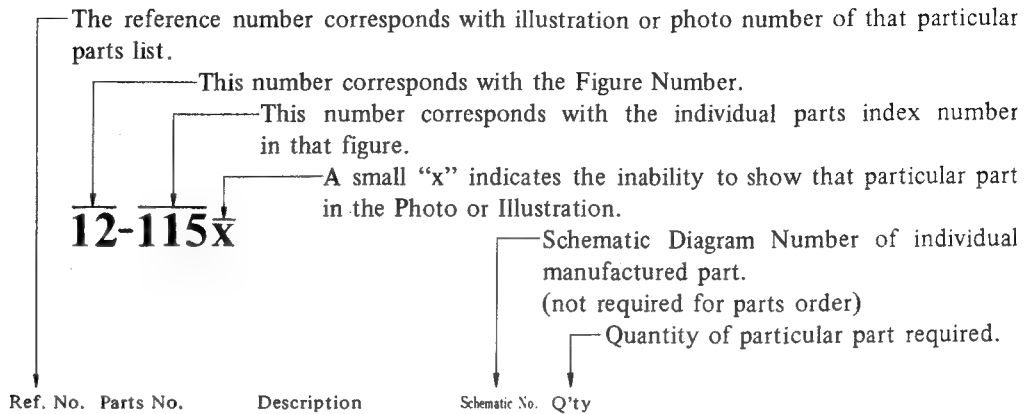 The reference number corresponds with illustration or photo number of that particular
parts list.
This number corresponds with the Figure Number.
This number corresponds with the individual parts index number
in that figure.
A small “x” indicates the inability to show that particular part
in the Photo or Illustration.
12-115x
Schematic Diagram Number of individual
manufactured part.
(not required for parts order)
Quantity of particular part required.
Ref. No. Parts No. Description Schematic No. Q'ty